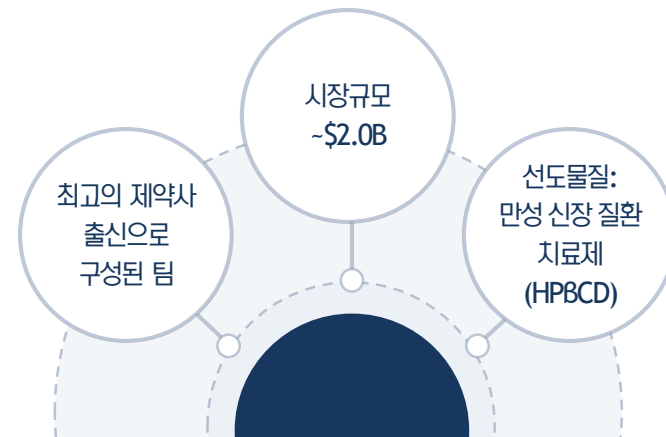 최고의 제약사
출신으로
구성된 팀
시장규모
~$2.0B
선도물질:
만성 신장 질환
치료제
(HPβCD)